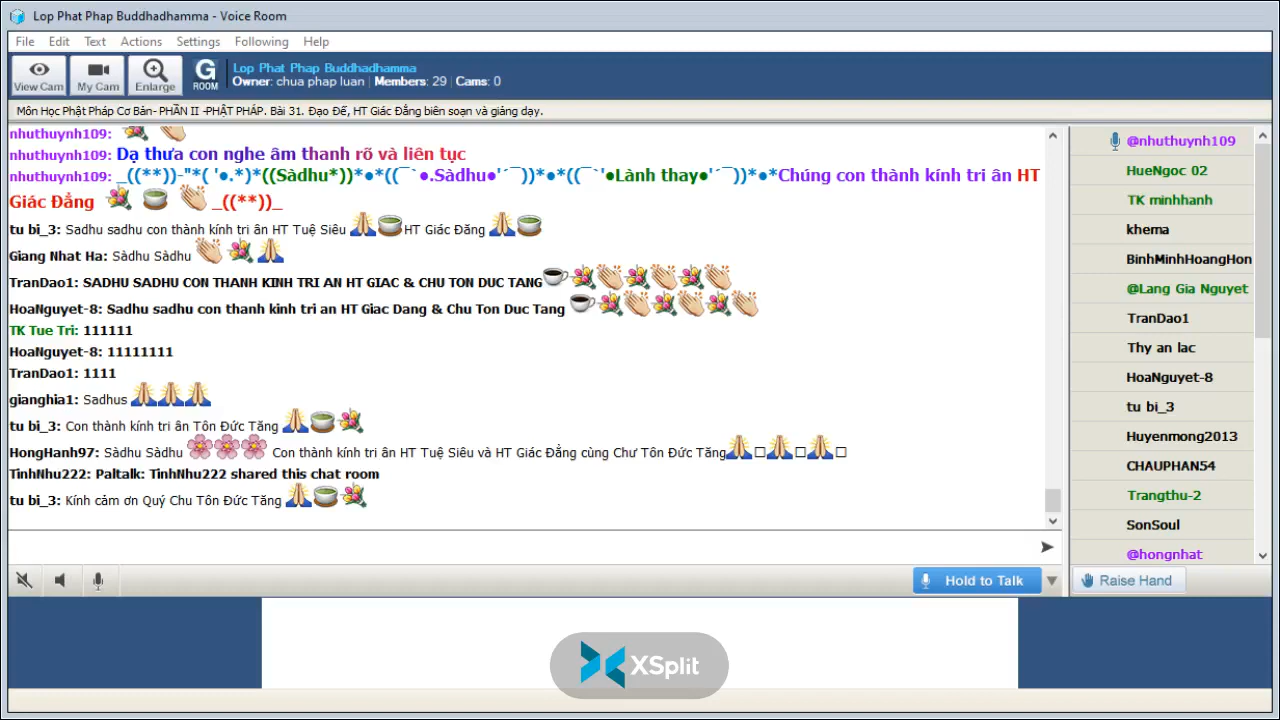 Lop Phat Phap Buddhadhamma - Voice Room
File Edit Text Actions Settings Following Help
View Cam My Cam Enlarge G ROOM
Lop Phat Phap Buddhadhamma
Owner: chua phap luan | Members: 29 | Cams: 0
Môn Học Phật Pháp Cơ Bản- PHẦN II -PHẬT PHÁP. Bài 31. Đạo Đế, HT Giác Đẳng biên soạn và giảng dạy.
nhuthuynh109: 💐 👏
nhuthuynh109: Dạ thưa con nghe âm thanh rõ và liên tục
nhuthuynh109: _((**))-"*( '●.*)*((Sàdhu*))*●*((¯`●.Sàdhu●'´¯))*●*((¯`'●Lành thay●'´¯))*●*Chúng con thành kính tri ân HT
Giác Đẳng 💐 🍵 👏 _((**))_
tu bi_3: Sadhu sadhu con thành kính tri ân HT Tuệ Siêu 🙏🍵HT Giác Đăng 🙏🍵
Giang Nhat Ha: Sàdhu Sàdhu 👏 💐 🙏
TranDao1: SADHU SADHU CON THANH KINH TRI AN HT GIAC & CHU TON DUC TANG☕💐👏💐👏💐👏
HoaNguyet-8: Sadhu sadhu con thanh kinh tri an HT Giac Dang & Chu Ton Duc Tang ☕💐👏💐👏💐👏
TK Tue Tri: 111111
HoaNguyet-8: 11111111
TranDao1: 1111
gianghia1: Sadhus 🙏🙏🙏
tu bi_3: Con thành kính tri ân Tôn Đức Tăng 🙏🍵💐
HongHanh97: Sàdhu Sàdhu 🌸🌸🌸 Con thành kính tri ân HT Tuệ Siêu và HT Giác Đẳng cùng Chư Tôn Đức Tăng🙏□🙏□🙏□
TinhNhu222: Paltalk: TinhNhu222 shared this chat room
tu bi_3: Kính cảm ơn Quý Chu Tôn Đức Tăng 🙏🍵💐
Hold to Talk
@nhuthuynh109
HueNgoc 02
TK minhhanh
khema
BinhMinhHoangHon
@Lang Gia Nguyet
TranDao1
Thy an lac
HoaNguyet-8
tu bi_3
Huyenmong2013
CHAUPHAN54
Trangthu-2
SonSoul
@hongnhat
Raise Hand
XSplit